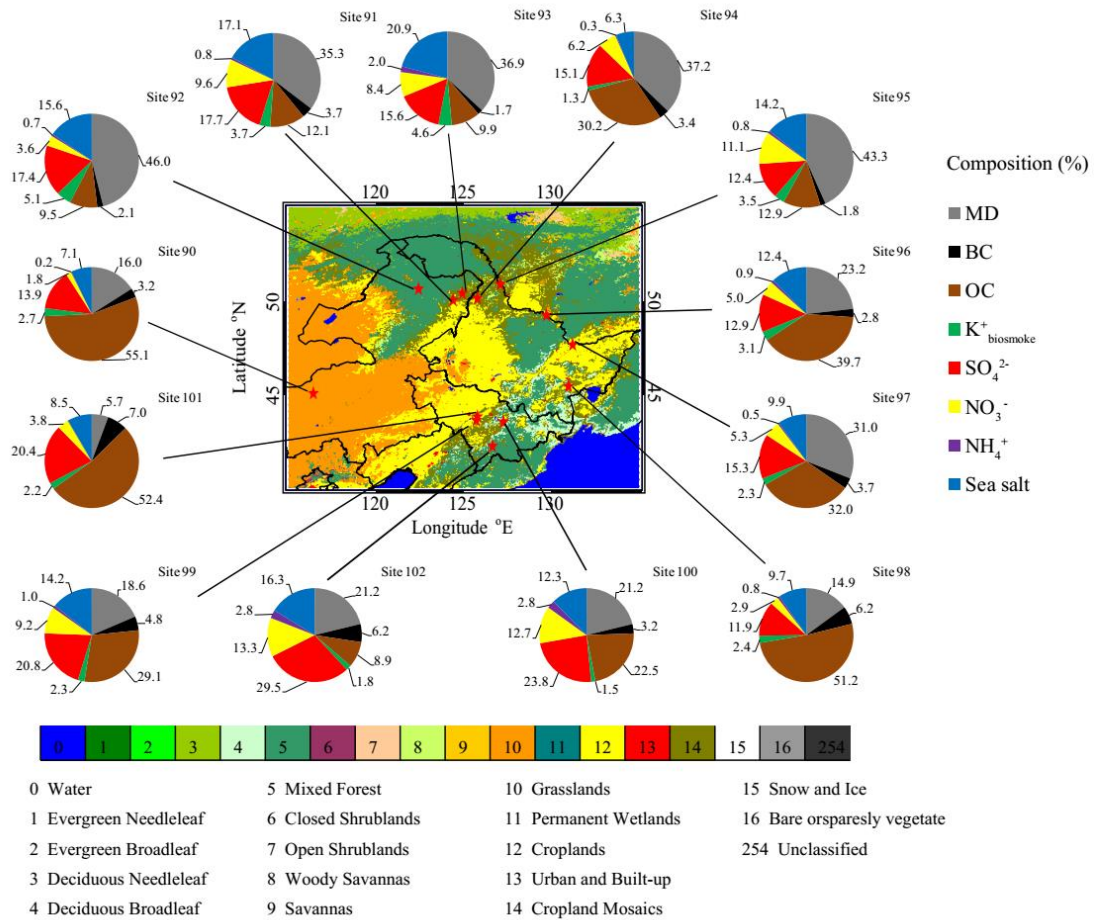 Site 91
17.1
0.8
9.6
17.7
3.7
12.1
3.7
35.3
Site 93
20.9
2.0
8.4
15.6
4.6
9.9
1.7
36.9
Site 94
6.3
0.3
6.2
15.1
1.3
30.2
3.4
37.2
Site 92
15.6
0.7
3.6
17.4
5.1
9.5
2.1
46.0
Site 95
14.2
0.8
11.1
12.4
3.5
12.9
1.8
43.3
Site 90
7.1
0.2
1.8
13.9
2.7
55.1
3.2
16.0
Site 96
12.4
0.9
5.0
12.9
3.1
39.7
2.8
23.2
Site 101
8.5
3.8
20.4
2.2
52.4
7.0
5.7
Site 97
9.9
0.5
5.3
15.3
2.3
32.0
3.7
31.0
Site 99
14.2
1.0
9.2
20.8
2.3
29.1
4.8
18.6
Site 102
16.3
2.8
13.3
29.5
1.8
8.9
6.2
21.2
Site 100
12.3
2.8
12.7
23.8
1.5
22.5
3.2
21.2
Site 98
9.7
0.8
2.9
11.9
2.4
51.2
6.2
14.9
120 125 130
50 50
45 45
120 125 130
Latitude °N
Longitude °E
Composition (%)
MD
BC
OC
K⁺biosmoke
SO₄²⁻
NO₃⁻
NH₄⁺
Sea salt
0 1 2 3 4 5 6 7 8 9 10 11 12 13 14 15 16 254
0 Water
1 Evergreen Needleleaf
2 Evergreen Broadleaf
3 Deciduous Needleleaf
4 Deciduous Broadleaf
5 Mixed Forest
6 Closed Shrublands
7 Open Shrublands
8 Woody Savannas
9 Savannas
10 Grasslands
11 Permanent Wetlands
12 Croplands
13 Urban and Built-up
14 Cropland Mosaics
15 Snow and Ice
16 Bare orsparesly vegetate
254 Unclassified